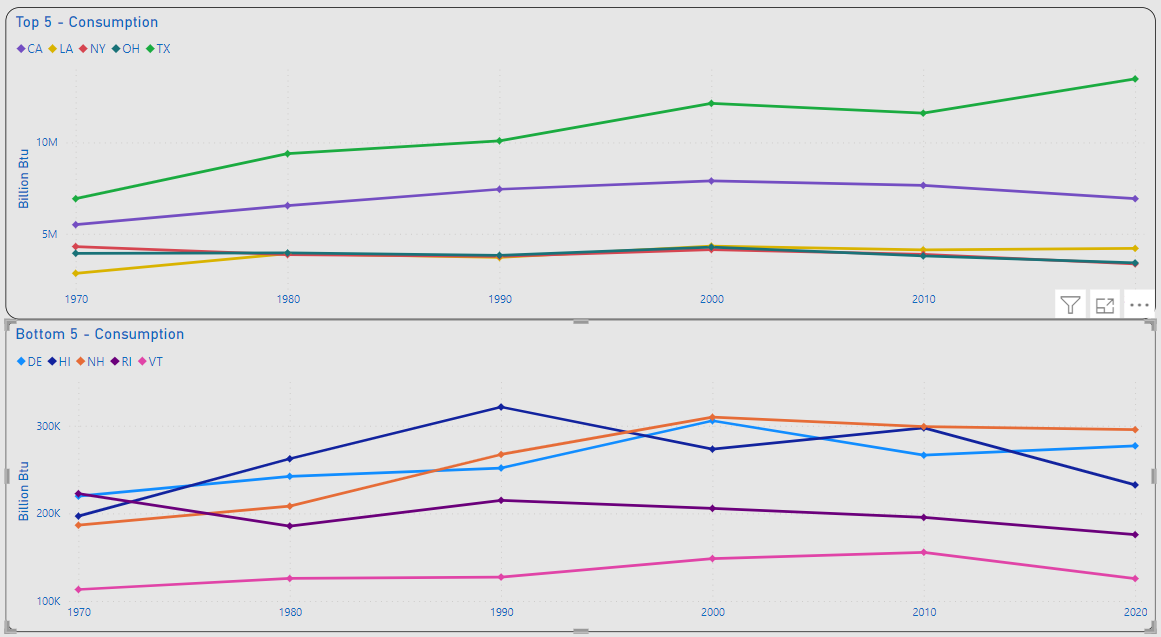 Top 5 - Consumption
CA LA NY OH TX
10M
Billion Btu
5M
1970 1980 1990 2000 2010
Bottom 5 - Consumption
DE HI NH RI VT
300K
Billion Btu
200K
100K
1970 1980 1990 2000 2010 2020